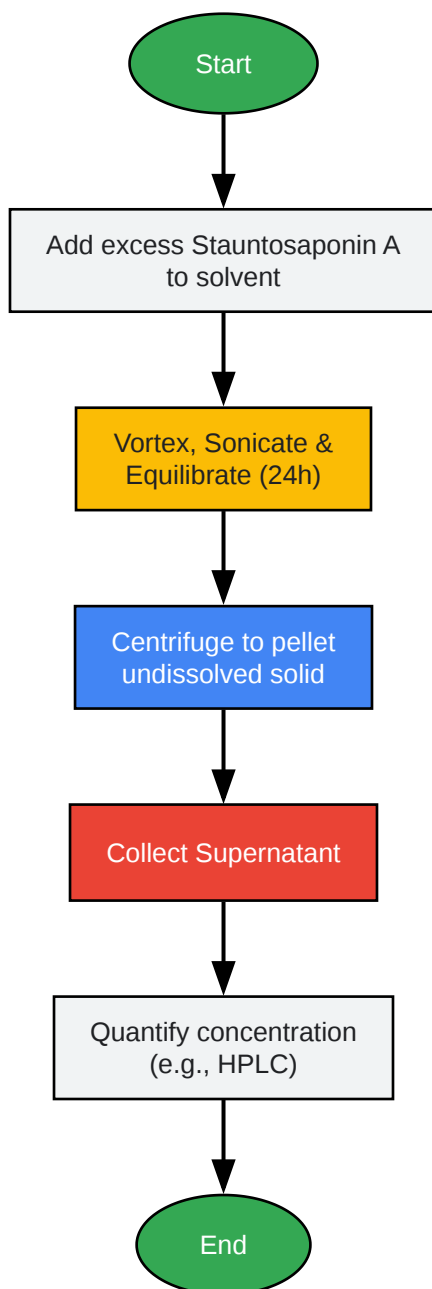 Start
Add excess Stauntosaponin A
to solvent
Vortex, Sonicate &
Equilibrate (24h)
Centrifuge to pellet
undissolved solid
Collect Supernatant
Quantify concentration
(e.g., HPLC)
End